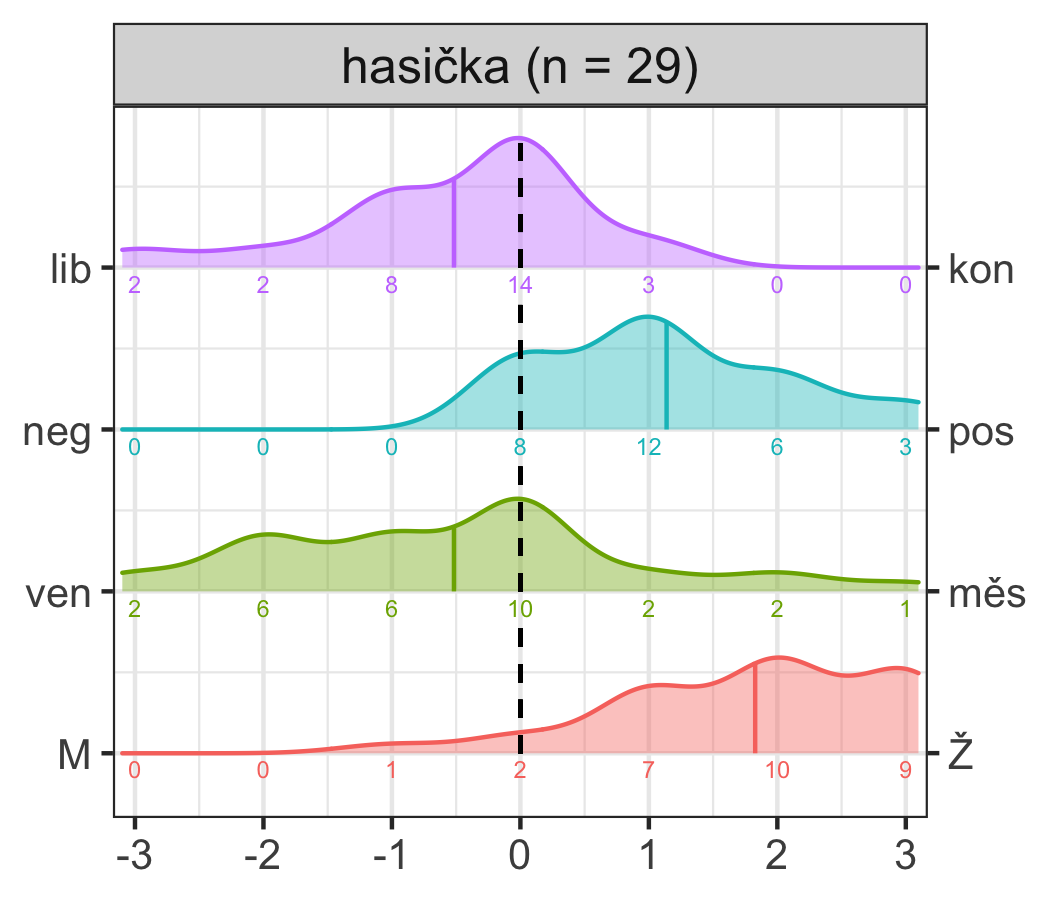 hasička (n = 29)
lib kon
2 2 8 14 3 0 0
neg pos
0 0 0 8 12 6 3
ven měs
2 6 6 10 2 2 1
M Ž
0 0 1 2 7 10 9
-3 -2 -1 0 1 2 3